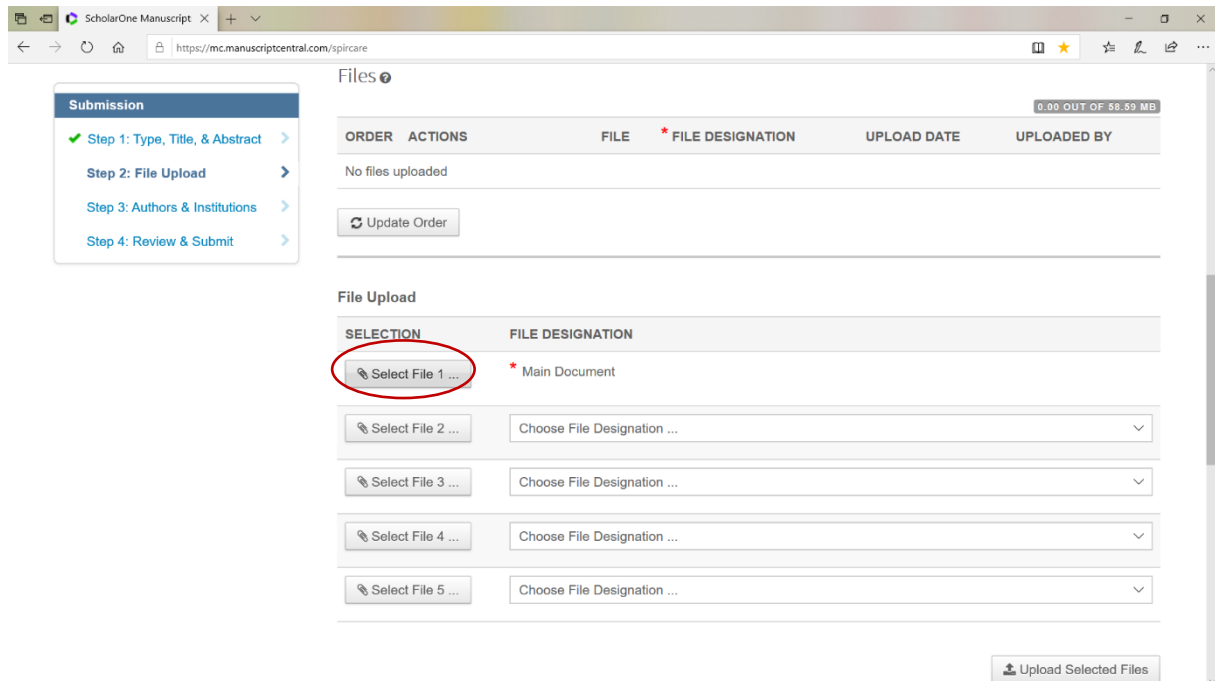 ScholarOne Manuscript
https://mc.manuscriptcentral.com/spircare
Files
Submission
0.00 OUT OF 58.59 MB
Step 1: Type, Title, & Abstract
ORDER ACTIONS FILE * FILE DESIGNATION UPLOAD DATE UPLOADED BY
Step 2: File Upload
No files uploaded
Step 3: Authors & Institutions
Update Order
Step 4: Review & Submit
File Upload
SELECTION FILE DESIGNATION
Select File 1 ... * Main Document
Select File 2 ... Choose File Designation ...
Select File 3 ... Choose File Designation ...
Select File 4 ... Choose File Designation ...
Select File 5 ... Choose File Designation ...
Upload Selected Files